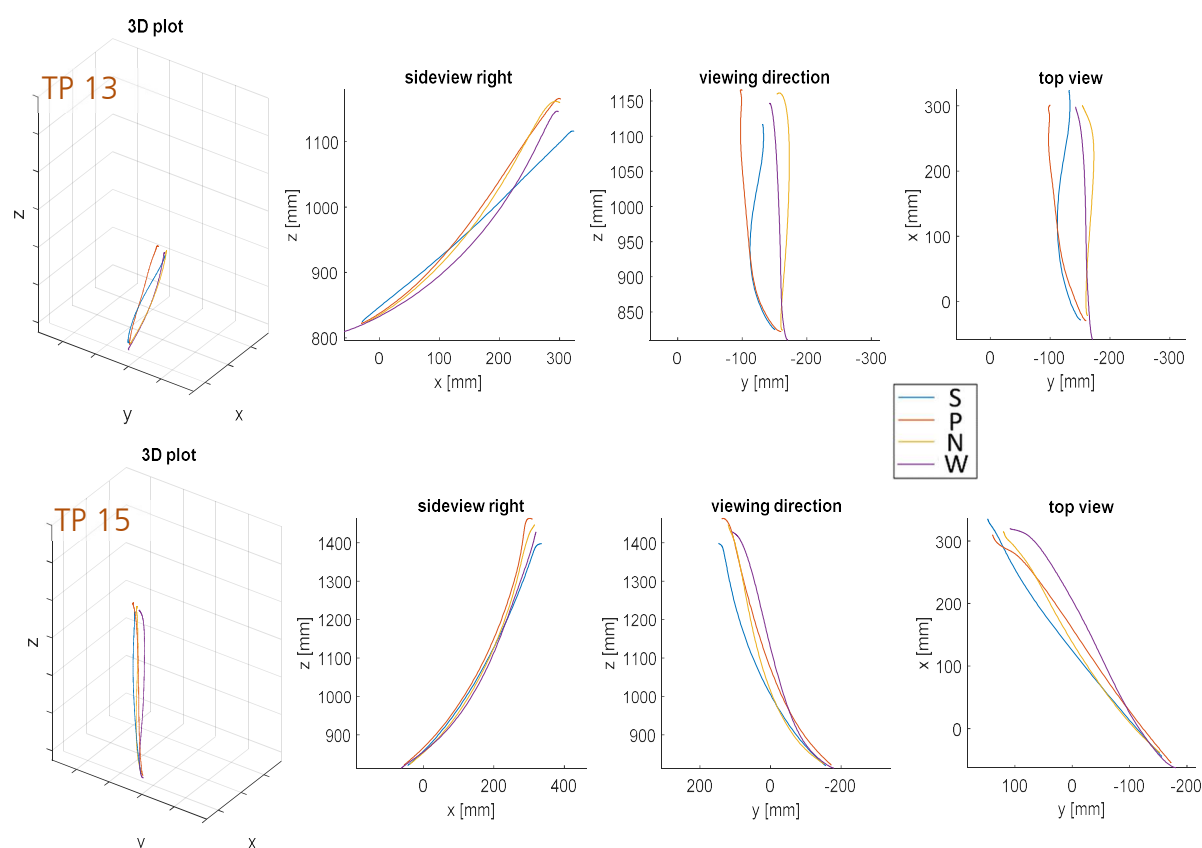 3D plot
TP 13
z
y
x
sideview right
1100
1000
900
800
z [mm]
0 100 200 300
x [mm]
viewing direction
1150
1100
1050
1000
950
900
850
z [mm]
0 -100 -200 -300
y [mm]
top view
300
200
100
0
x [mm]
0 -100 -200 -300
y [mm]
S
P
N
W
3D plot
TP 15
z
y
x
sideview right
1400
1300
1200
1100
1000
900
z [mm]
0 200 400
x [mm]
viewing direction
1400
1300
1200
1100
1000
900
z [mm]
200 0 -200
y [mm]
top view
300
200
100
0
x [mm]
100 0 -100 -200
y [mm]